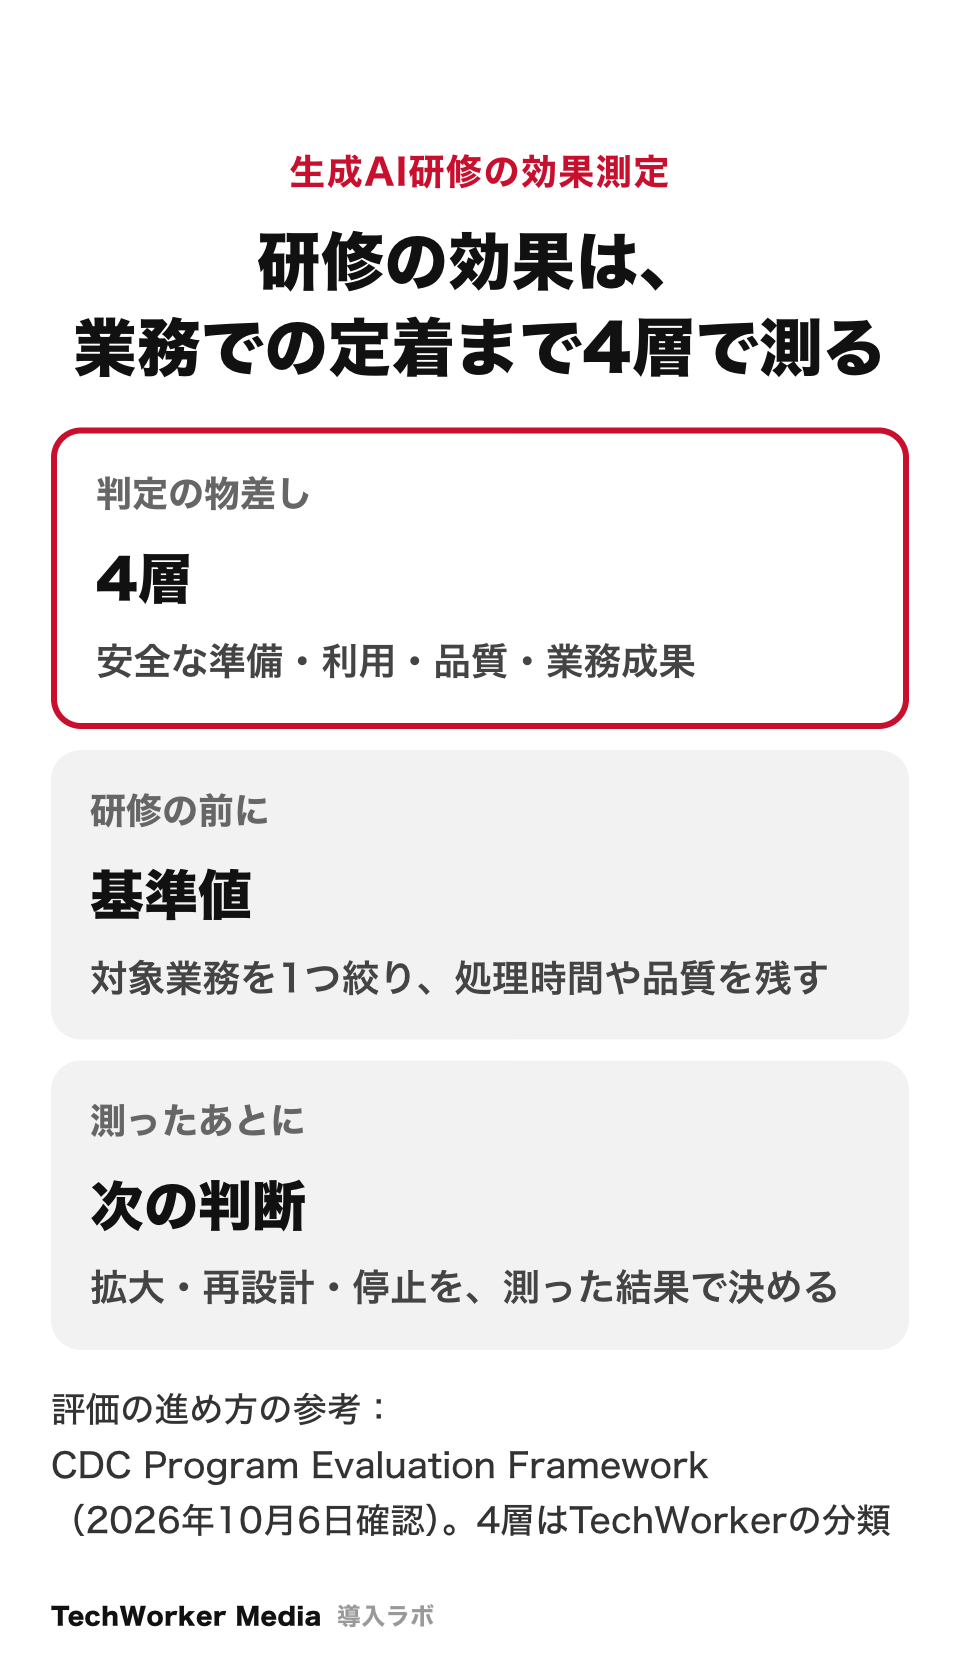 生成AI研修の効果測定
研修の効果は、
業務での定着まで4層で測る
判定の物差し
4層
安全な準備・利用・品質・業務成果
研修の前に
基準値
対象業務を1つ絞り、処理時間や品質を残す
測ったあとに
次の判断
拡大・再設計・停止を、測った結果で決める
評価の進め方の参考：
CDC Program Evaluation Framework
（2026年10月6日確認）。4層はTechWorkerの分類
TechWorker Media 導入ラボ